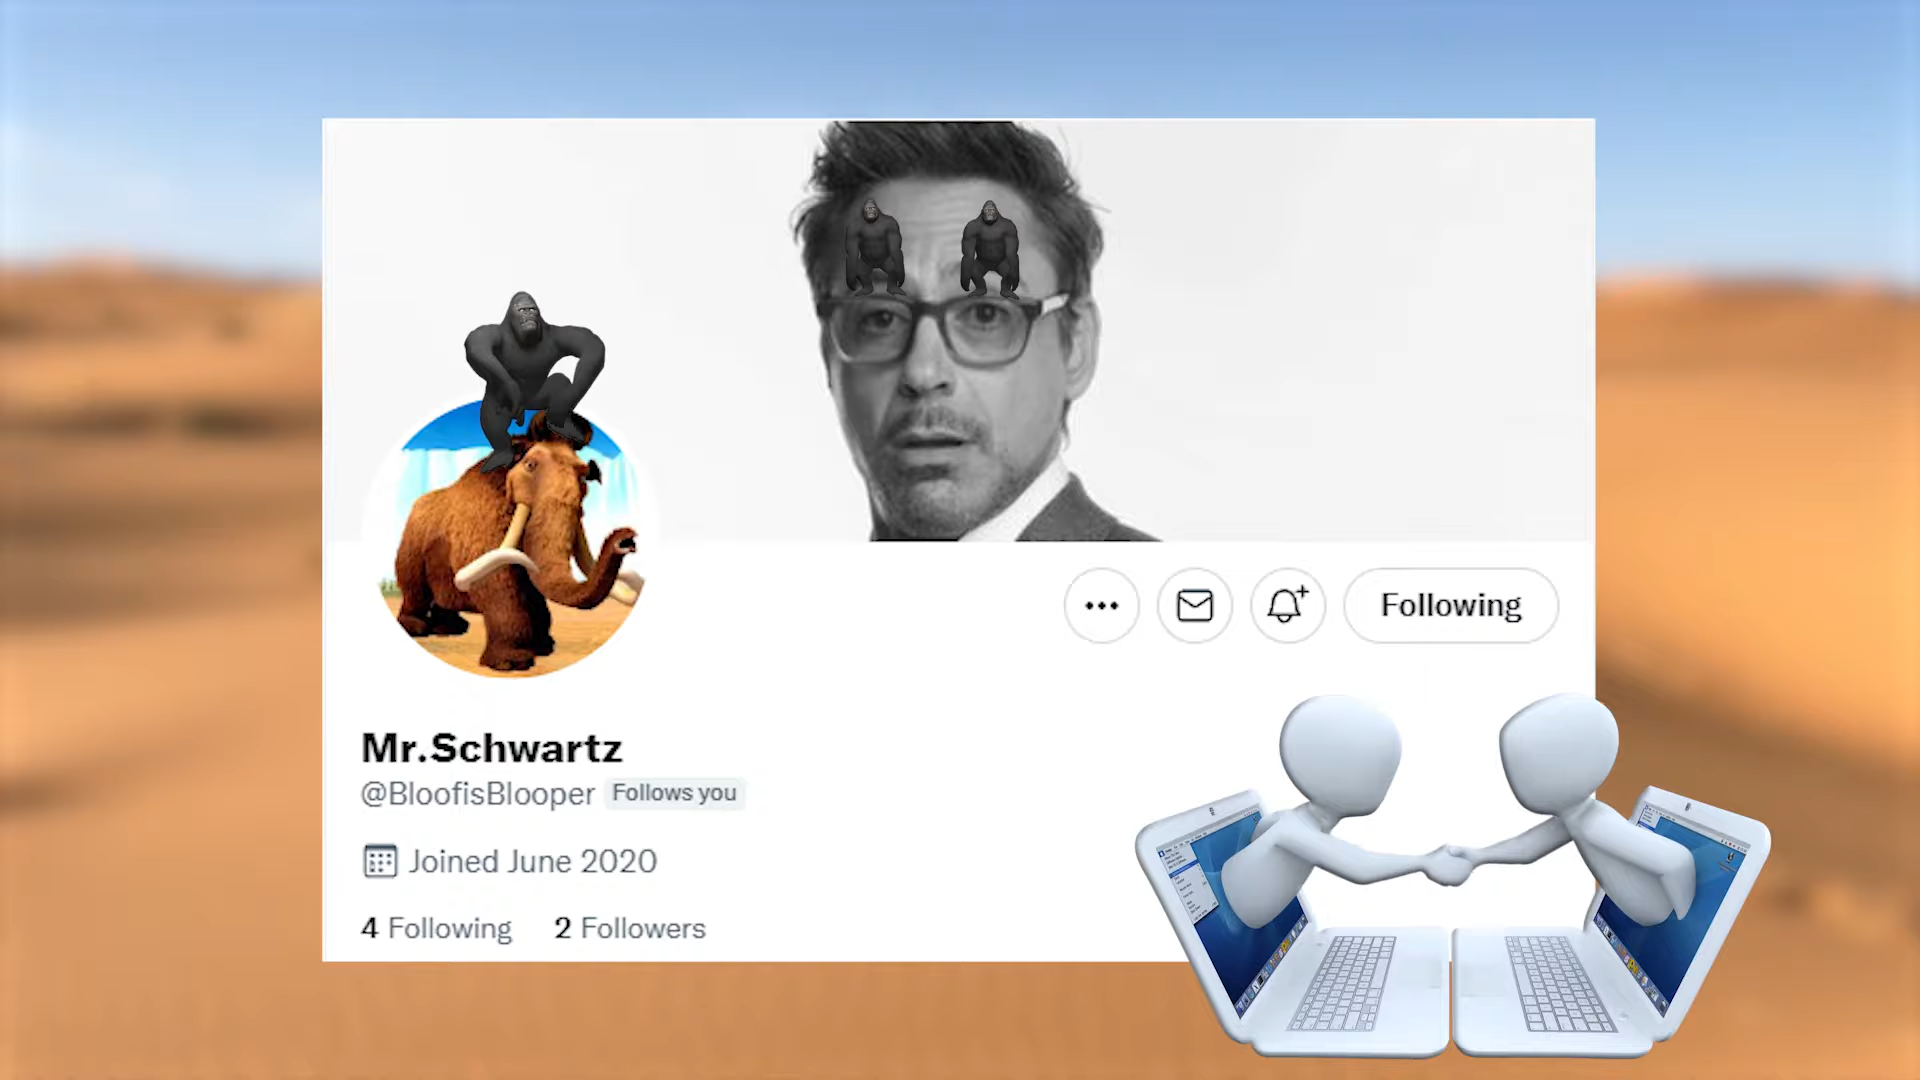 Following
Mr.Schwartz
@BloofisBlooper Follows you
Joined June 2020
4 Following 2 Followers